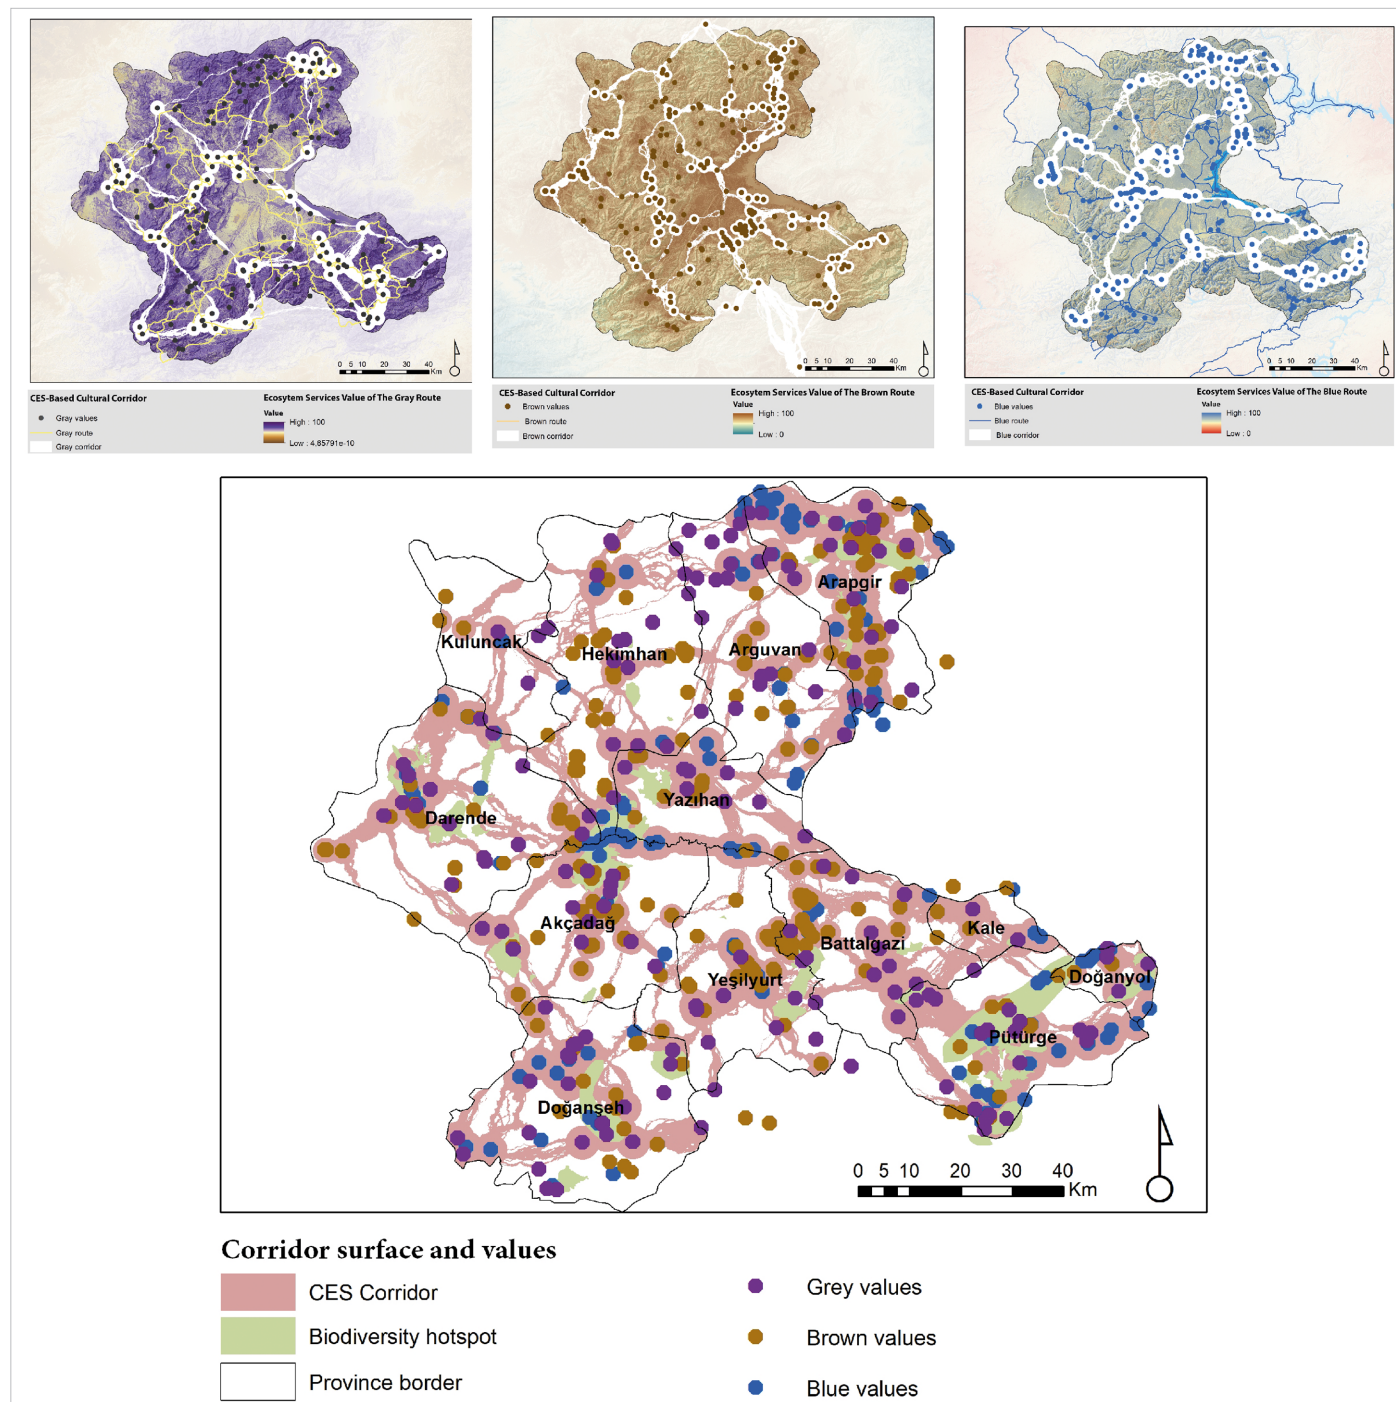 0 5 10 20 30 40
Km
CES-Based Cultural Corridor
Gray values
Gray route
Gray corridor
Ecosytem Services Value of The Gray Route
Value
High : 100
Low : 4,65791e-10
0 5 10 20 30 40
Km
CES-Based Cultural Corridor
Brown values
Brown route
Brown corridor
Ecosytem Services Value of The Brown Route
Value
High : 100
Low : 0
0 5 10 20 30 40
Km
CES-Based Cultural Corridor
Blue values
Blue route
Blue corridor
Ecosytem Services Value of The Blue Route
Value
High : 100
Low : 0
Arapgir
Kuluncak
Hekimhan
Arguvan
Yazıhan
Darende
Akçadağ
Battalgazi
Kale
Yeşilyurt
Doğanyol
Pütürge
Doğanşeh
0 5 10 20 30 40
Km
Corridor surface and values
CES Corridor
Biodiversity hotspot
Province border
Grey values
Brown values
Blue values